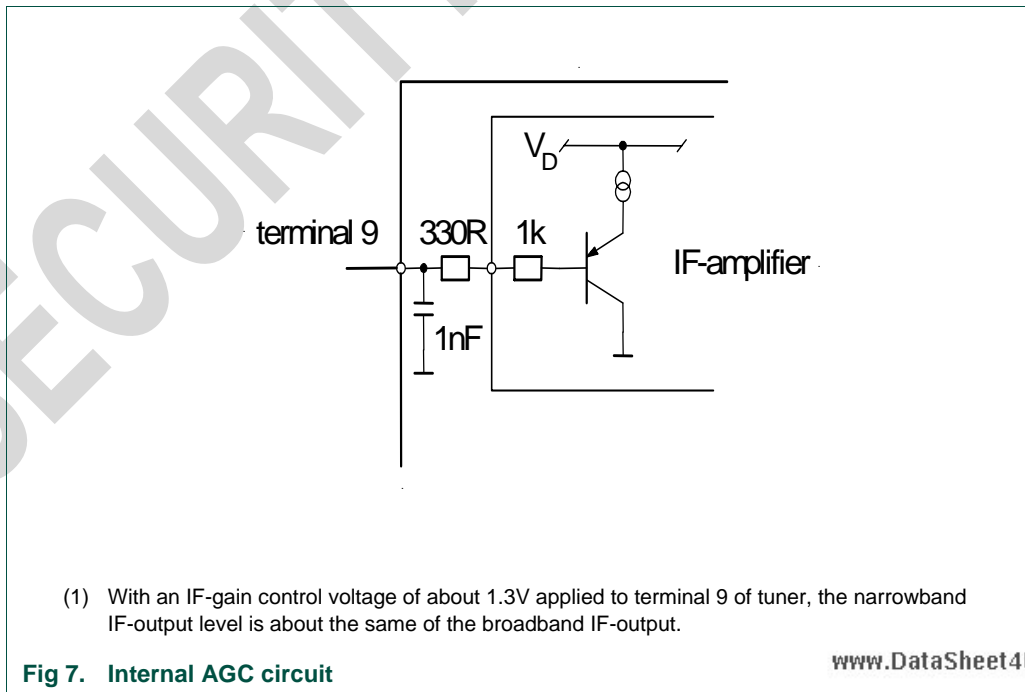 V_D
terminal 9 330R 1k
IF-amplifier
1nF
(1) With an IF-gain control voltage of about 1.3V applied to terminal 9 of tuner, the narrowband
IF-output level is about the same of the broadband IF-output.
Fig 7. Internal AGC circuit
www.DataSheet4